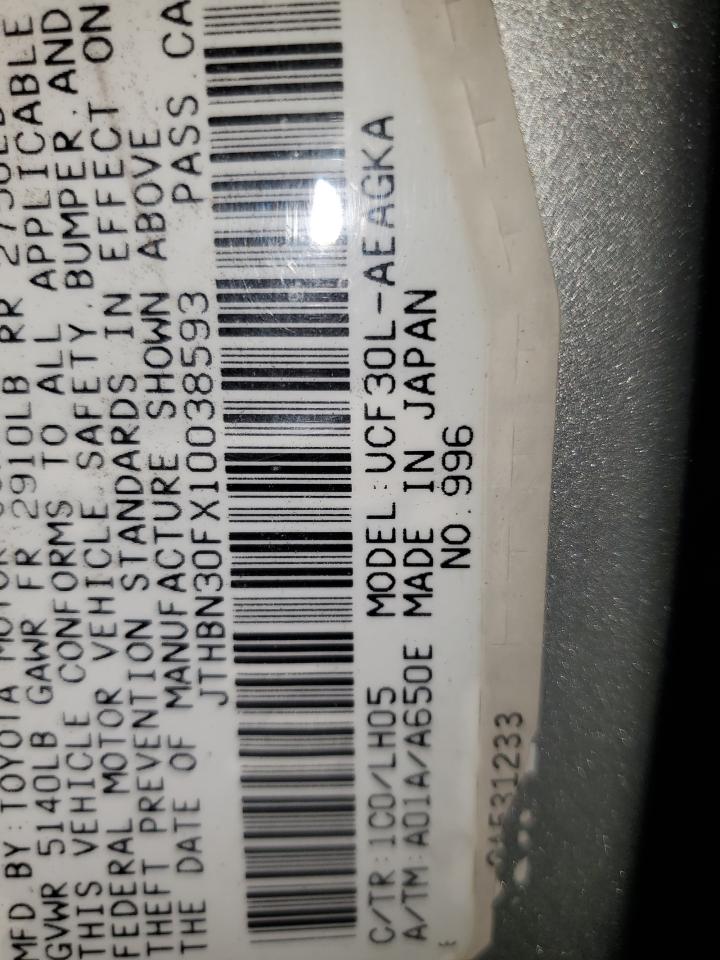 MFD BY: TOYOTA MOTOR
GVWR 5140LB GAWR FR 2910LB RR
THIS VEHICLE CONFORMS TO ALL APPLICABLE
FEDERAL MOTOR VEHICLE SAFETY, BUMPER, AND
THEFT PREVENTION STANDARDS IN EFFECT ON
THE DATE OF MANUFACTURE SHOWN ABOVE.
JTHBN30FX10038593 PASS. CA
C/TR:1C0/LH05 MODEL:UCF30L-AEAGKA
A/TM:A01A/A650E MADE IN JAPAN
NO.996